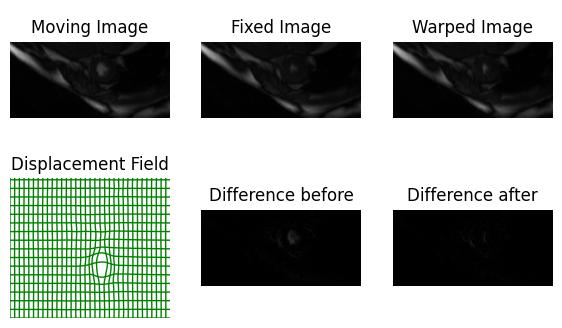 Moving Image
Fixed Image
Warped Image
Displacement Field
Difference before
Difference after